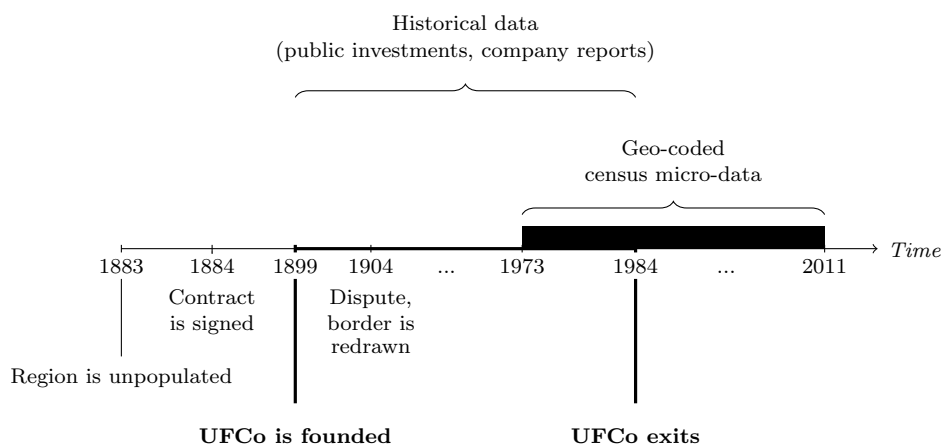 Historical data
(public investments, company reports)
Geo-coded
census micro-data
Time
1883 1884 1899 1904 ... 1973 1984 ... 2011
Contract
is signed
Dispute,
border is
redrawn
Region is unpopulated
UFCo is founded
UFCo exits